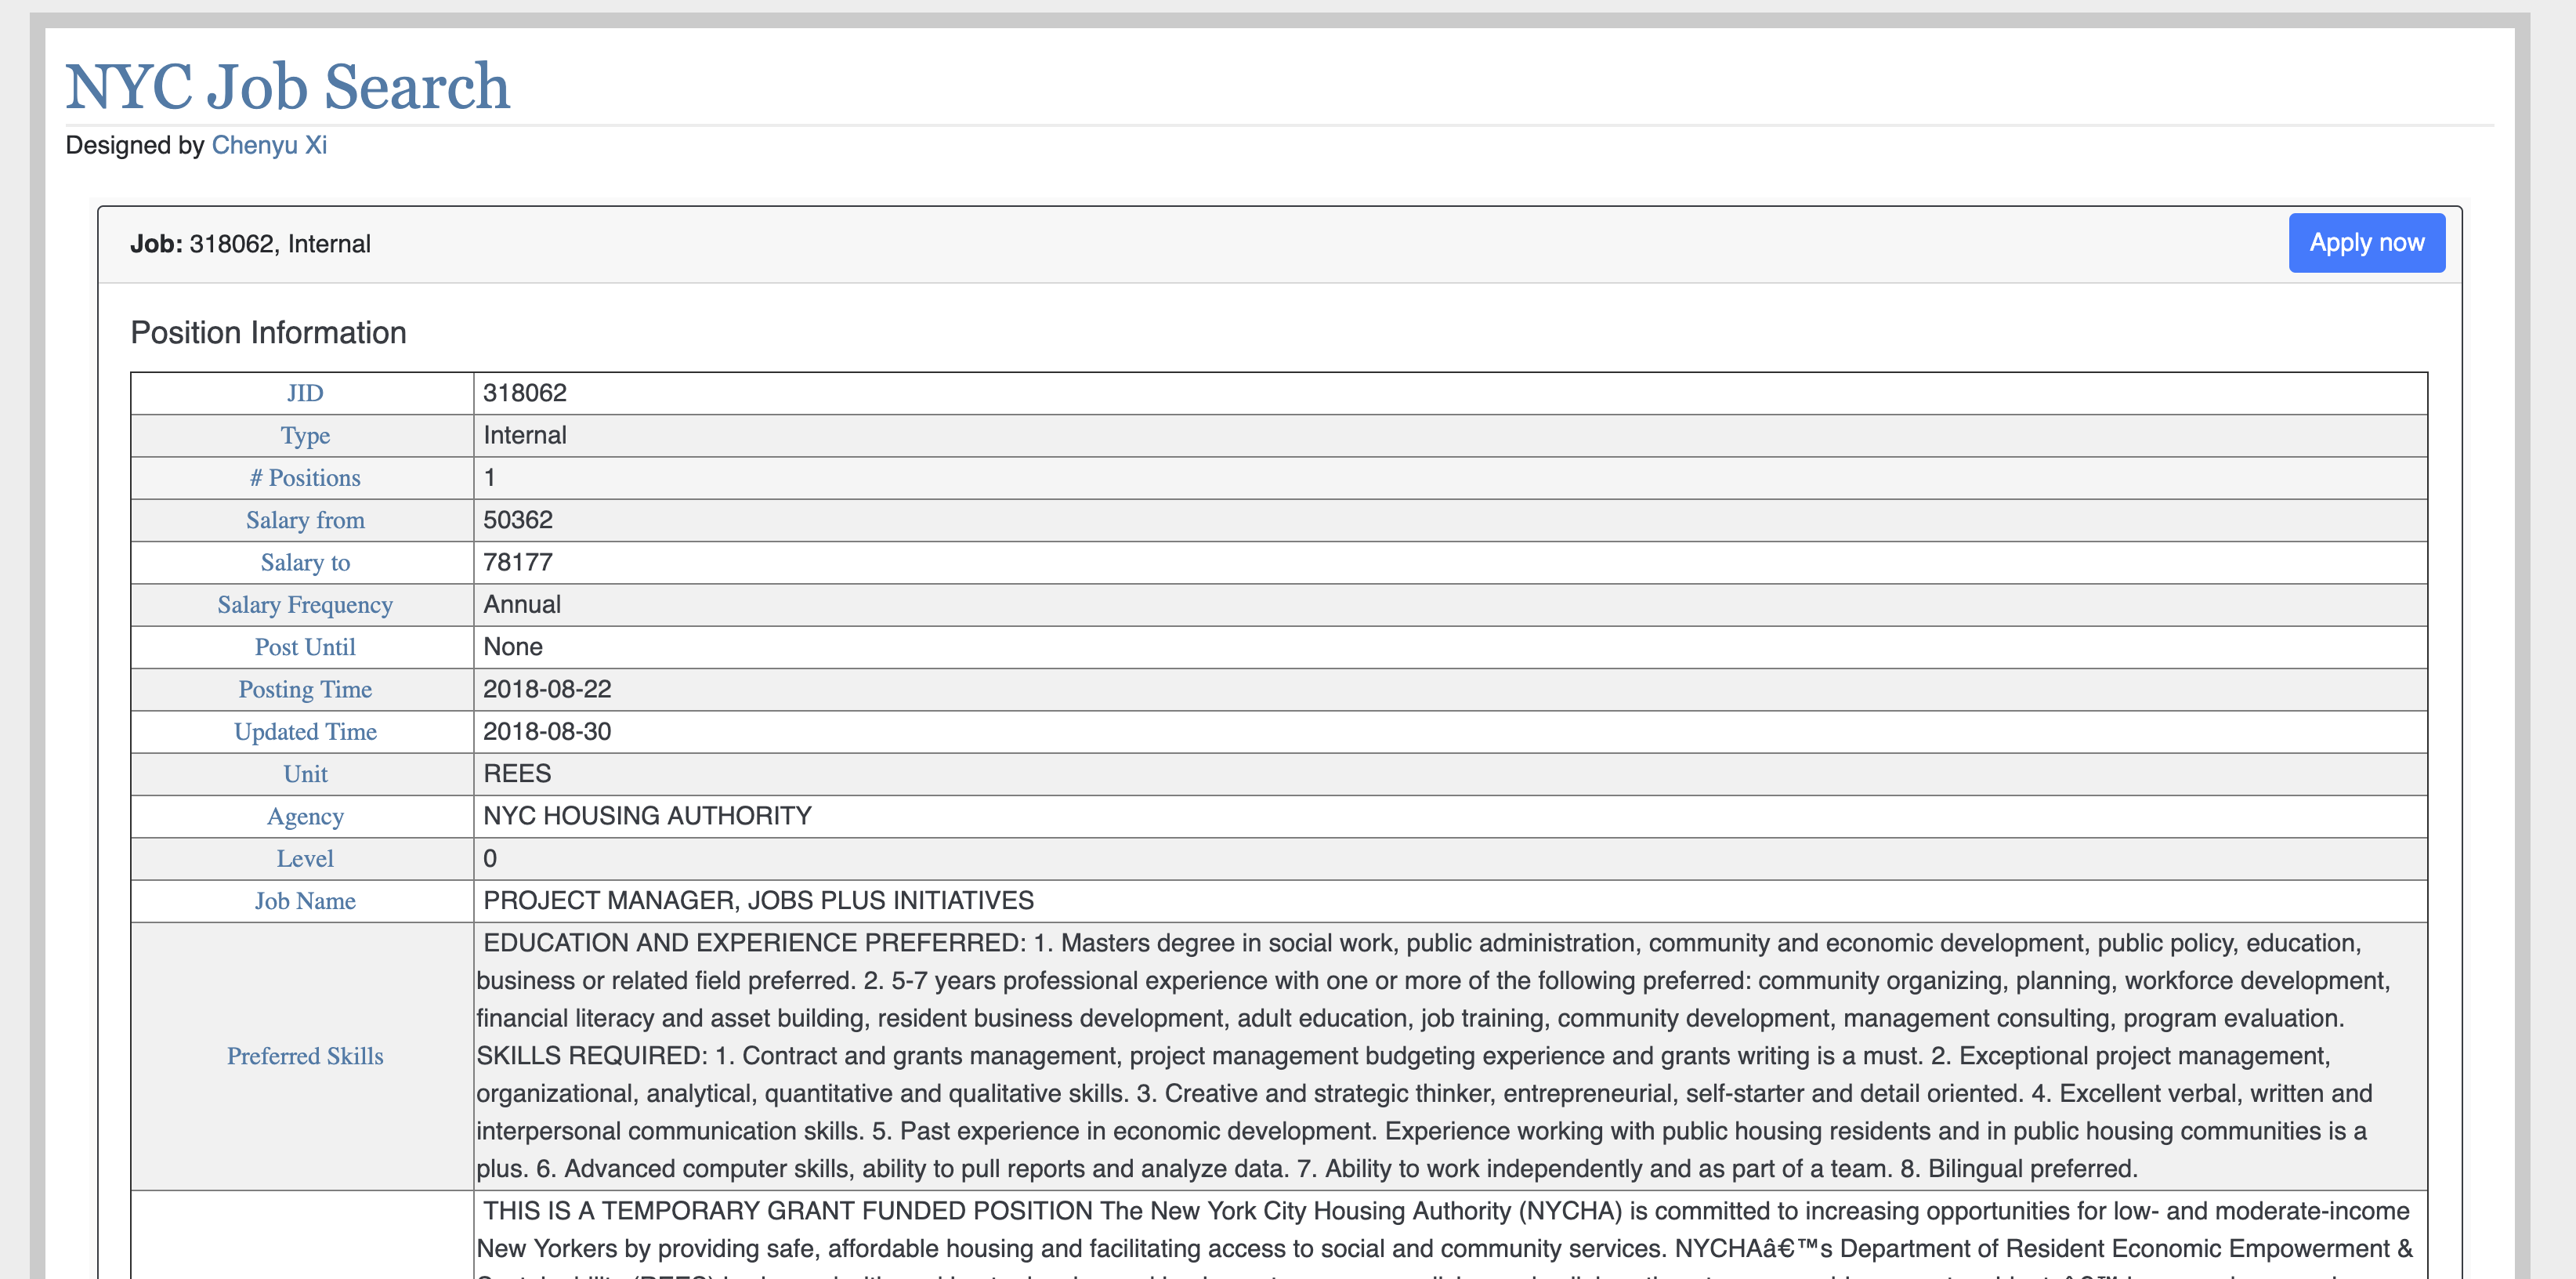 NYC Job Search
Designed by Chenyu Xi
Job: 318062, Internal
Apply now
Position Information
JID 318062
Type Internal
# Positions 1
Salary from 50362
Salary to 78177
Salary Frequency Annual
Post Until None
Posting Time 2018-08-22
Updated Time 2018-08-30
Unit REES
Agency NYC HOUSING AUTHORITY
Level 0
Job Name PROJECT MANAGER, JOBS PLUS INITIATIVES
Preferred Skills
EDUCATION AND EXPERIENCE PREFERRED: 1. Masters degree in social work, public administration, community and economic development, public policy, education,
business or related field preferred. 2. 5-7 years professional experience with one or more of the following preferred: community organizing, planning, workforce development,
financial literacy and asset building, resident business development, adult education, job training, community development, management consulting, program evaluation.
SKILLS REQUIRED: 1. Contract and grants management, project management budgeting experience and grants writing is a must. 2. Exceptional project management,
organizational, analytical, quantitative and qualitative skills. 3. Creative and strategic thinker, entrepreneurial, self-starter and detail oriented. 4. Excellent verbal, written and
interpersonal communication skills. 5. Past experience in economic development. Experience working with public housing residents and in public housing communities is a
plus. 6. Advanced computer skills, ability to pull reports and analyze data. 7. Ability to work independently and as part of a team. 8. Bilingual preferred.
THIS IS A TEMPORARY GRANT FUNDED POSITION The New York City Housing Authority (NYCHA) is committed to increasing opportunities for low- and moderate-income
New Yorkers by providing safe, affordable housing and facilitating access to social and community services. NYCHAâ€™s Department of Resident Economic Empowerment &